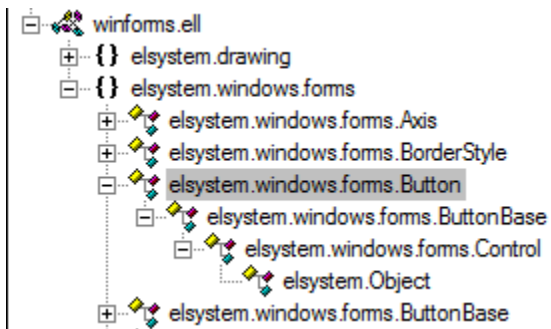 winforms.ell
{} elsystem.drawing
{} elsystem.windows.forms
elsystem.windows.forms.Axis
elsystem.windows.forms.BorderStyle
elsystem.windows.forms.Button
elsystem.windows.forms.ButtonBase
elsystem.windows.forms.Control
elsystem.Object
elsystem.windows.forms.ButtonBase